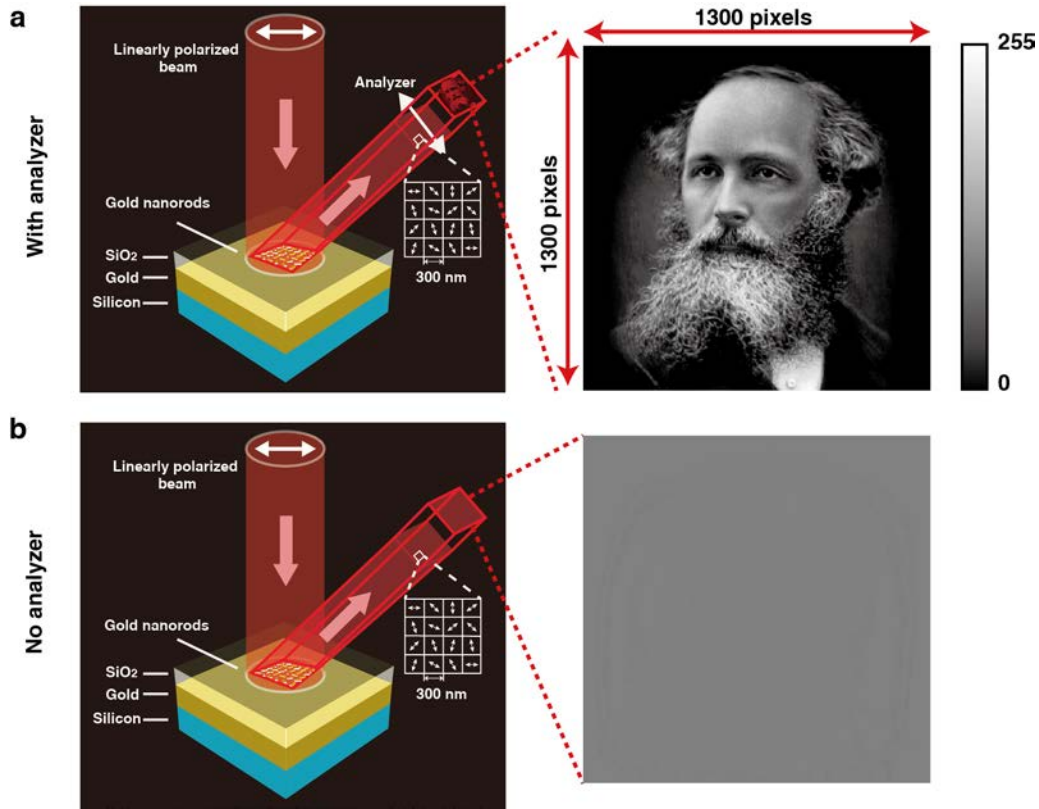 a
With analyzer
Linearly polarized
beam
Analyzer
Gold nanorods
SiO₂
Gold
Silicon
300 nm
1300 pixels
1300 pixels
255
0
b
No analyzer
Linearly polarized
beam
Gold nanorods
SiO₂
Gold
Silicon
300 nm